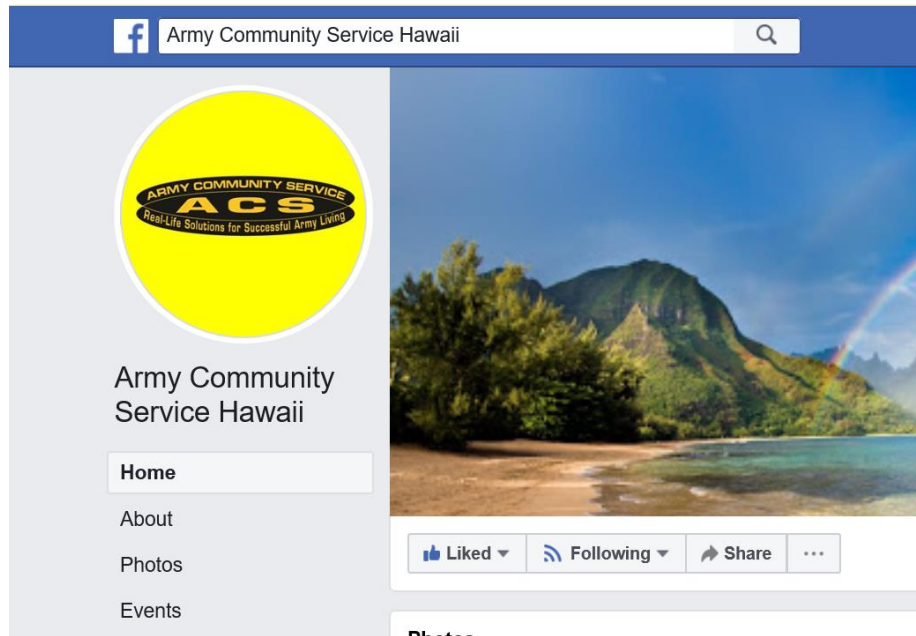 f
Army Community Service Hawaii
ARMY COMMUNITY SERVICE
ACS
Real-Life Solutions for Successful Army Living
Army Community
Service Hawaii
Home
About
Photos
Events
Liked
Following
Share
...
Photos